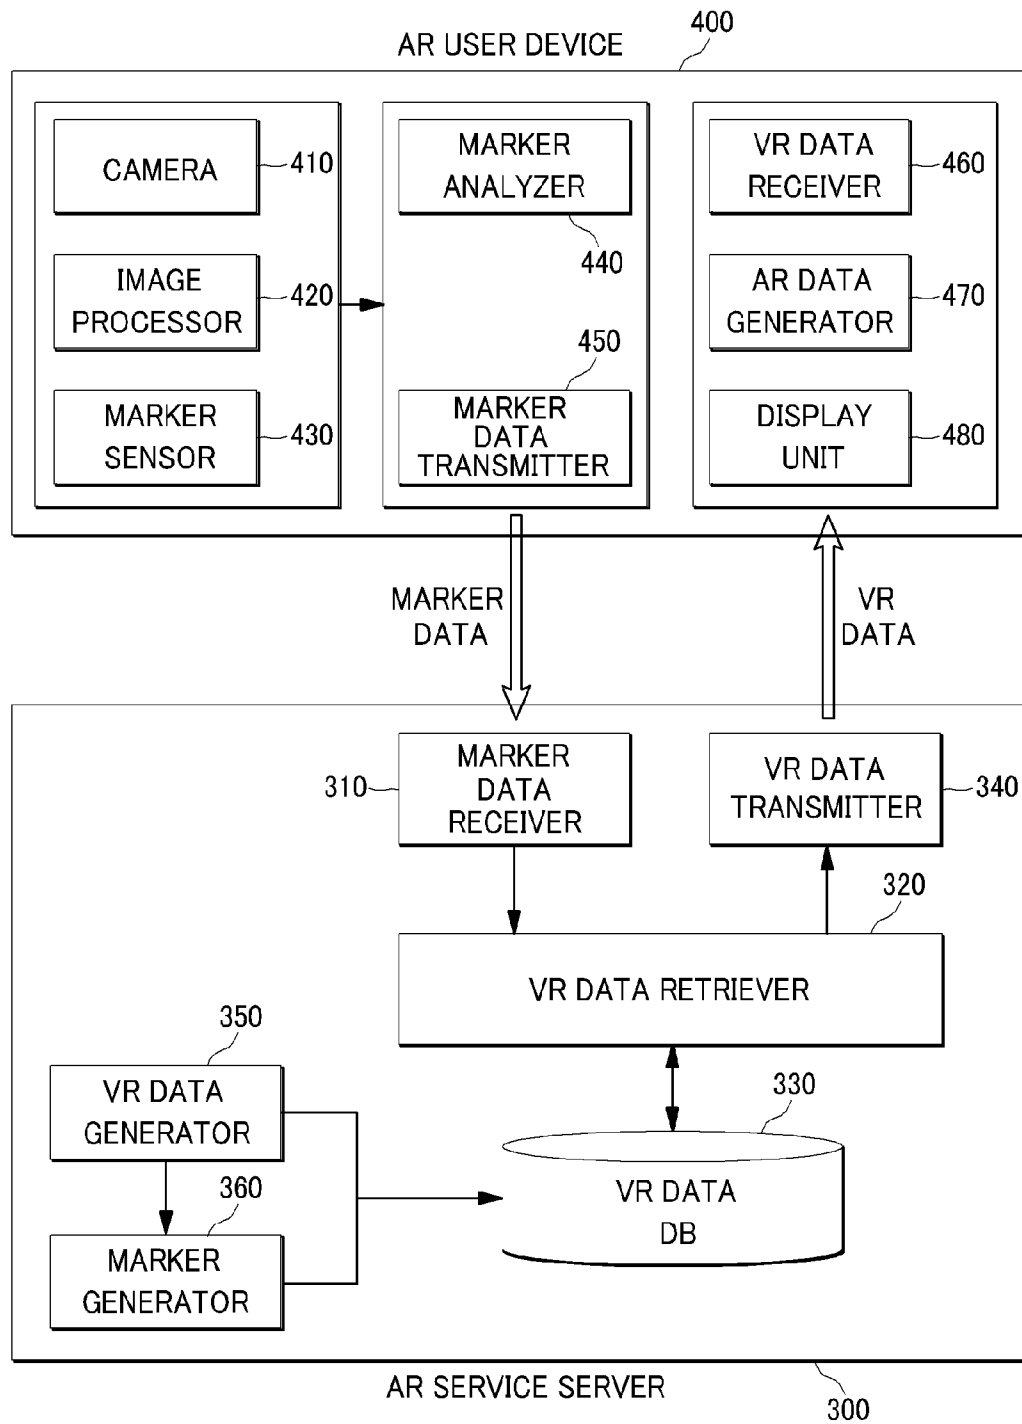 AR USER DEVICE
400
CAMERA
410
IMAGE
PROCESSOR
420
MARKER
SENSOR
430
MARKER
ANALYZER
440
450
MARKER
DATA
TRANSMITTER
VR DATA
RECEIVER
460
AR DATA
GENERATOR
470
DISPLAY
UNIT
480
MARKER
DATA
VR
DATA
310
MARKER
DATA
RECEIVER
VR DATA
TRANSMITTER
340
320
VR DATA RETRIEVER
350
VR DATA
GENERATOR
360
MARKER
GENERATOR
330
VR DATA
DB
AR SERVICE SERVER
300